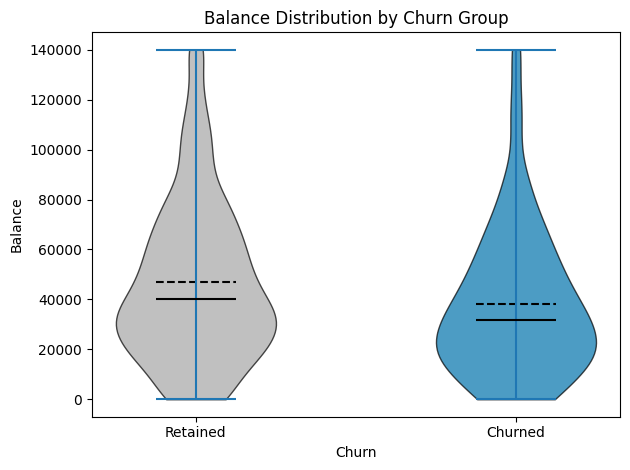 Balance Distribution by Churn Group
Balance
140000
120000
100000
80000
60000
40000
20000
0
Retained
Churned
Churn